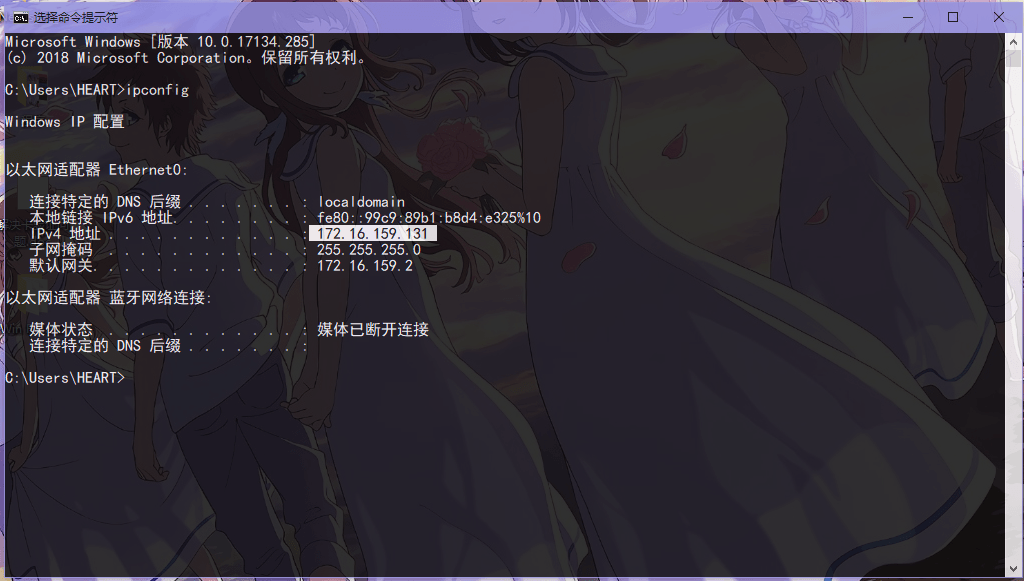 选择命令提示符
Microsoft Windows [版本 10.0.17134.285]
(c) 2018 Microsoft Corporation。保留所有权利。
C:\Users\HEART>ipconfig
Windows IP 配置
以太网适配器 Ethernet0:
连接特定的 DNS 后缀 . . . . . . . : localdomain
本地链接 IPv6 地址. . . . . . . . : fe80::99c9:89b1:b8d4:e325%10
IPv4 地址 . . . . . . . . . . . . : 172.16.159.131
子网掩码 . . . . . . . . . . . . : 255.255.255.0
默认网关. . . . . . . . . . . . . : 172.16.159.2
以太网适配器 蓝牙网络连接:
媒体状态 . . . . . . . . . . . . : 媒体已断开连接
连接特定的 DNS 后缀 . . . . . . . :
C:\Users\HEART>